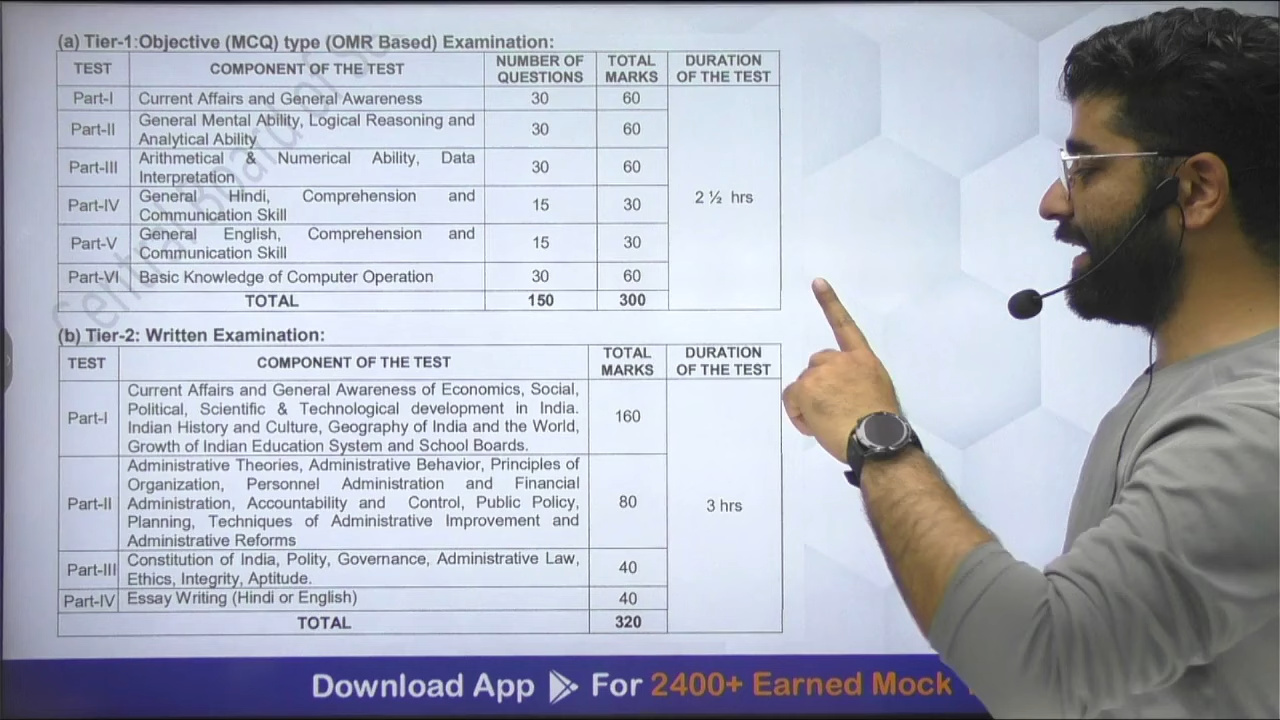 (a) Tier-1:Objective (MCQ) type (OMR Based) Examination:
TEST COMPONENT OF THE TEST NUMBER OF QUESTIONS TOTAL MARKS DURATION OF THE TEST
Part-I Current Affairs and General Awareness 30 60
Part-II General Mental Ability, Logical Reasoning and
Analytical Ability 30 60
Part-III Arithmetical & Numerical Ability, Data
Interpretation 30 60
2 ½ hrs
Part-IV General Hindi, Comprehension and
Communication Skill 15 30
Part-V General English, Comprehension and
Communication Skill 15 30
Part-VI Basic Knowledge of Computer Operation 30 60
TOTAL 150 300
(b) Tier-2: Written Examination:
TEST COMPONENT OF THE TEST TOTAL MARKS DURATION OF THE TEST
Part-I Current Affairs and General Awareness of Economics, Social,
Political, Scientific & Technological development in India.
Indian History and Culture, Geography of India and the World,
Growth of Indian Education System and School Boards.
160
Part-II Administrative Theories, Administrative Behavior, Principles of
Organization, Personnel Administration and Financial
Administration, Accountability and Control, Public Policy,
Planning, Techniques of Administrative Improvement and
Administrative Reforms
80
3 hrs
Part-III Constitution of India, Polity, Governance, Administrative Law,
Ethics, Integrity, Aptitude.
40
Part-IV Essay Writing (Hindi or English) 40
TOTAL 320
Central Board of
Download App For 2400+ Earned Mock